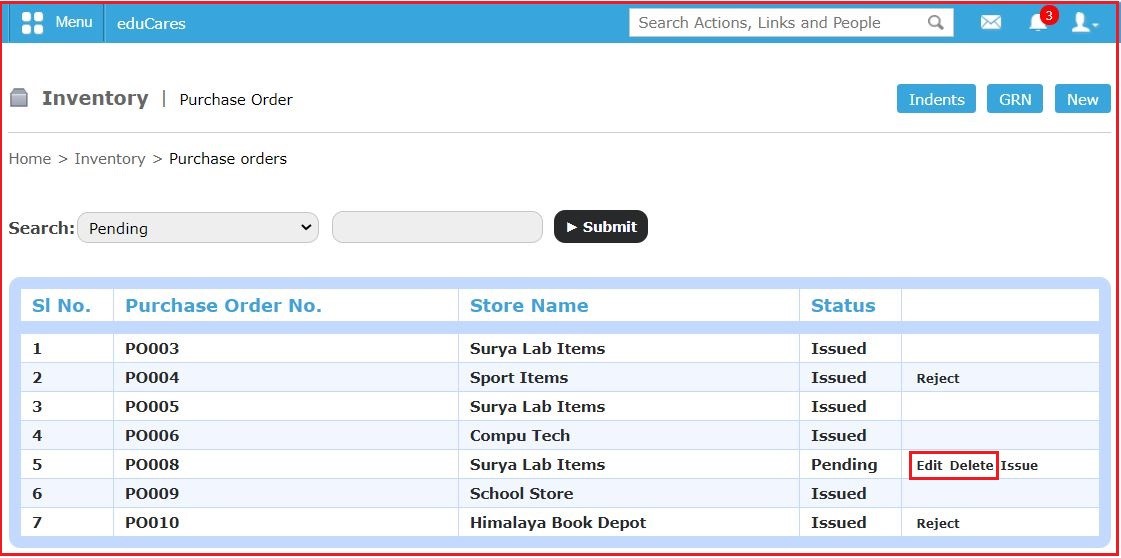 Menu eduCares Search Actions, Links and People 3
Inventory | Purchase Order Indents GRN New
Home > Inventory > Purchase orders
Search: Pending Submit
Sl No. Purchase Order No. Store Name Status
1 PO003 Surya Lab Items Issued
2 PO004 Sport Items Issued Reject
3 PO005 Surya Lab Items Issued
4 PO006 Compu Tech Issued
5 PO008 Surya Lab Items Pending Edit Delete Issue
6 PO009 School Store Issued
7 PO010 Himalaya Book Depot Issued Reject